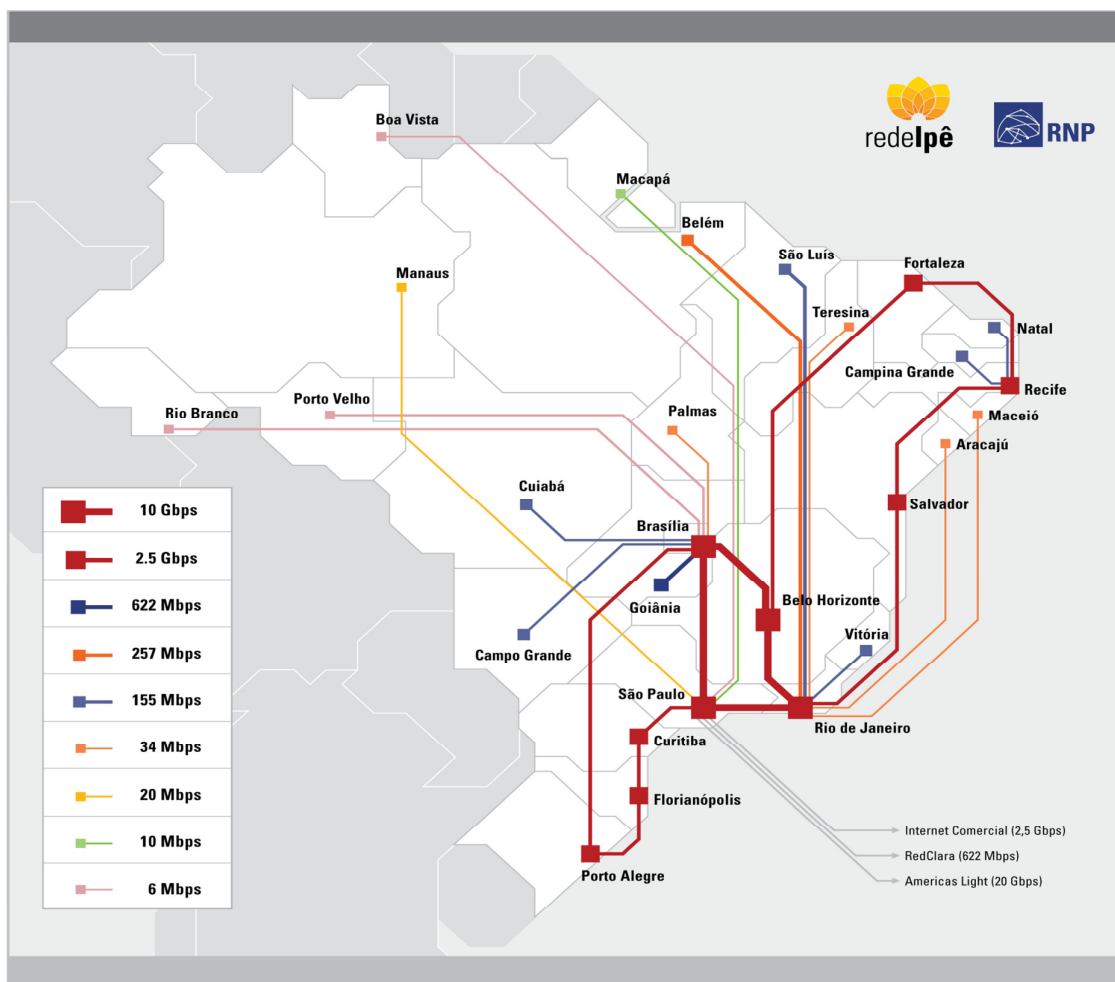 Boa Vista
redeIpê
RNP
Macapá
Belém
São Luís
Fortaleza
Manaus
Teresina
Natal
Campina Grande
Recife
Porto Velho
Rio Branco
Palmas
Maceió
Aracajú
Cuiabá
Salvador
Brasília
Goiânia
Belo Horizonte
Vitória
Campo Grande
São Paulo
Rio de Janeiro
Curitiba
Florianópolis
Porto Alegre
10 Gbps
2.5 Gbps
622 Mbps
257 Mbps
155 Mbps
34 Mbps
20 Mbps
10 Mbps
6 Mbps
Internet Comercial (2,5 Gbps)
RedClara (622 Mbps)
Americas Light (20 Gbps)